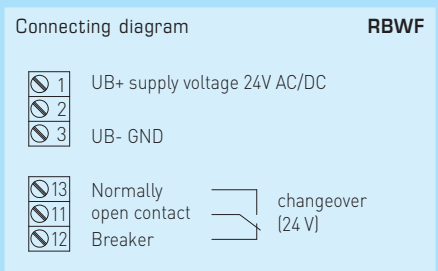 Connecting diagram RBWF
1 UB+ supply voltage 24V AC/DC
2
3 UB- GND
13 Normally
11 open contact
12 Breaker
changeover
(24 V)